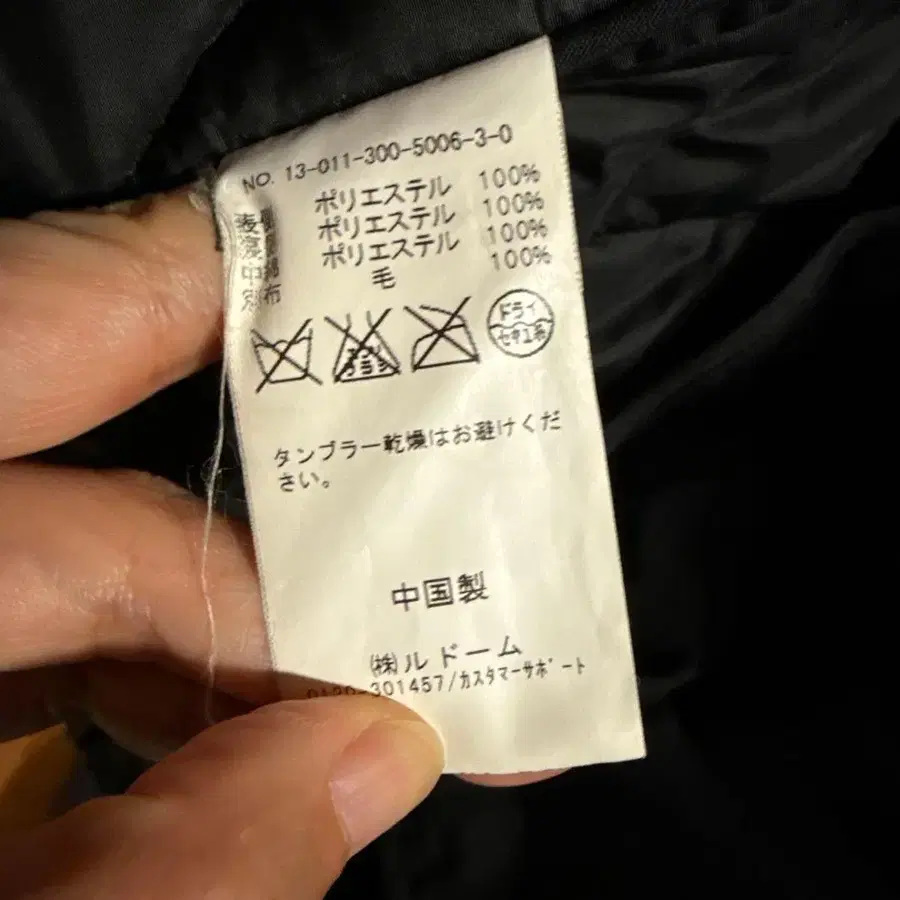 NO. 13-011-300-5006-3-0
ポリエステル 100%
ポリエステル 100%
ポリエステル 100%
別布 毛 100%
ドライ
セキユ系
タンブラー乾燥はお避けくだ
さい。
中国製
(株)ルドーム
0120-301457/カスタマーサポート